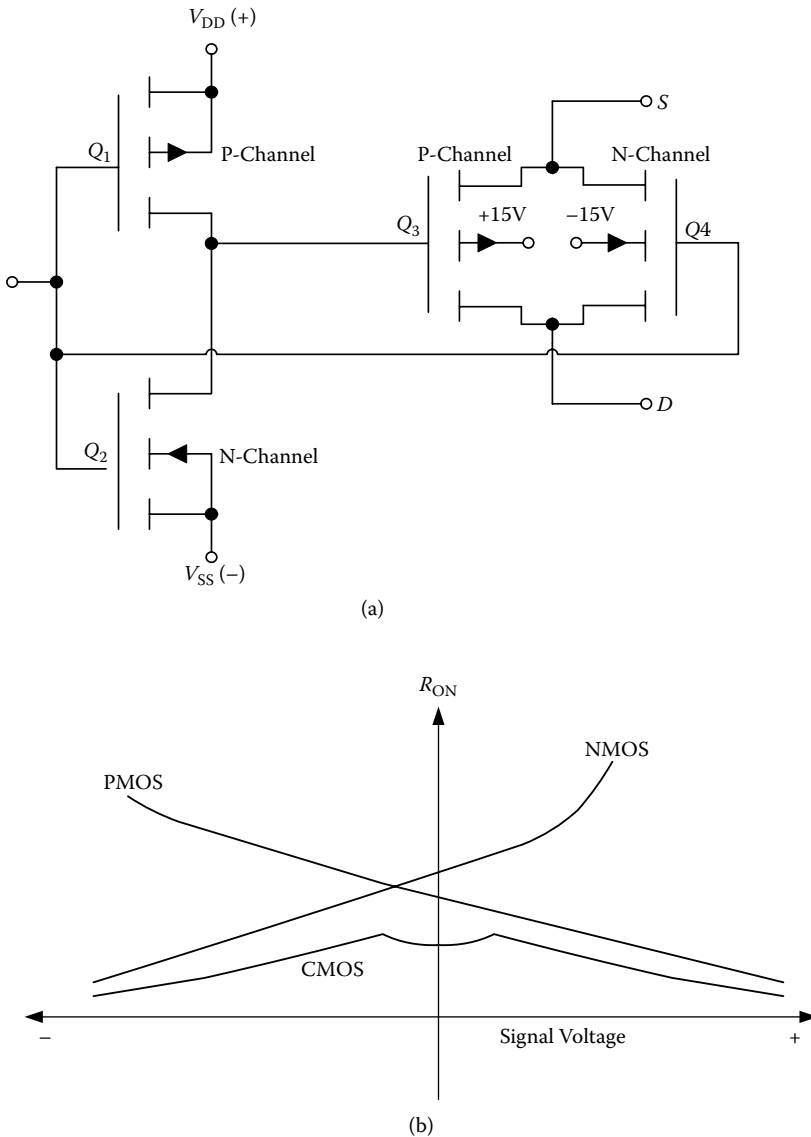 V_DD (+)
S
Q_1
P-Channel
P-Channel
N-Channel
+15V
−15V
Q_3
Q4
D
Q_2
N-Channel
V_SS (−)
(a)
R_ON
NMOS
PMOS
CMOS
Signal Voltage
−
+
(b)